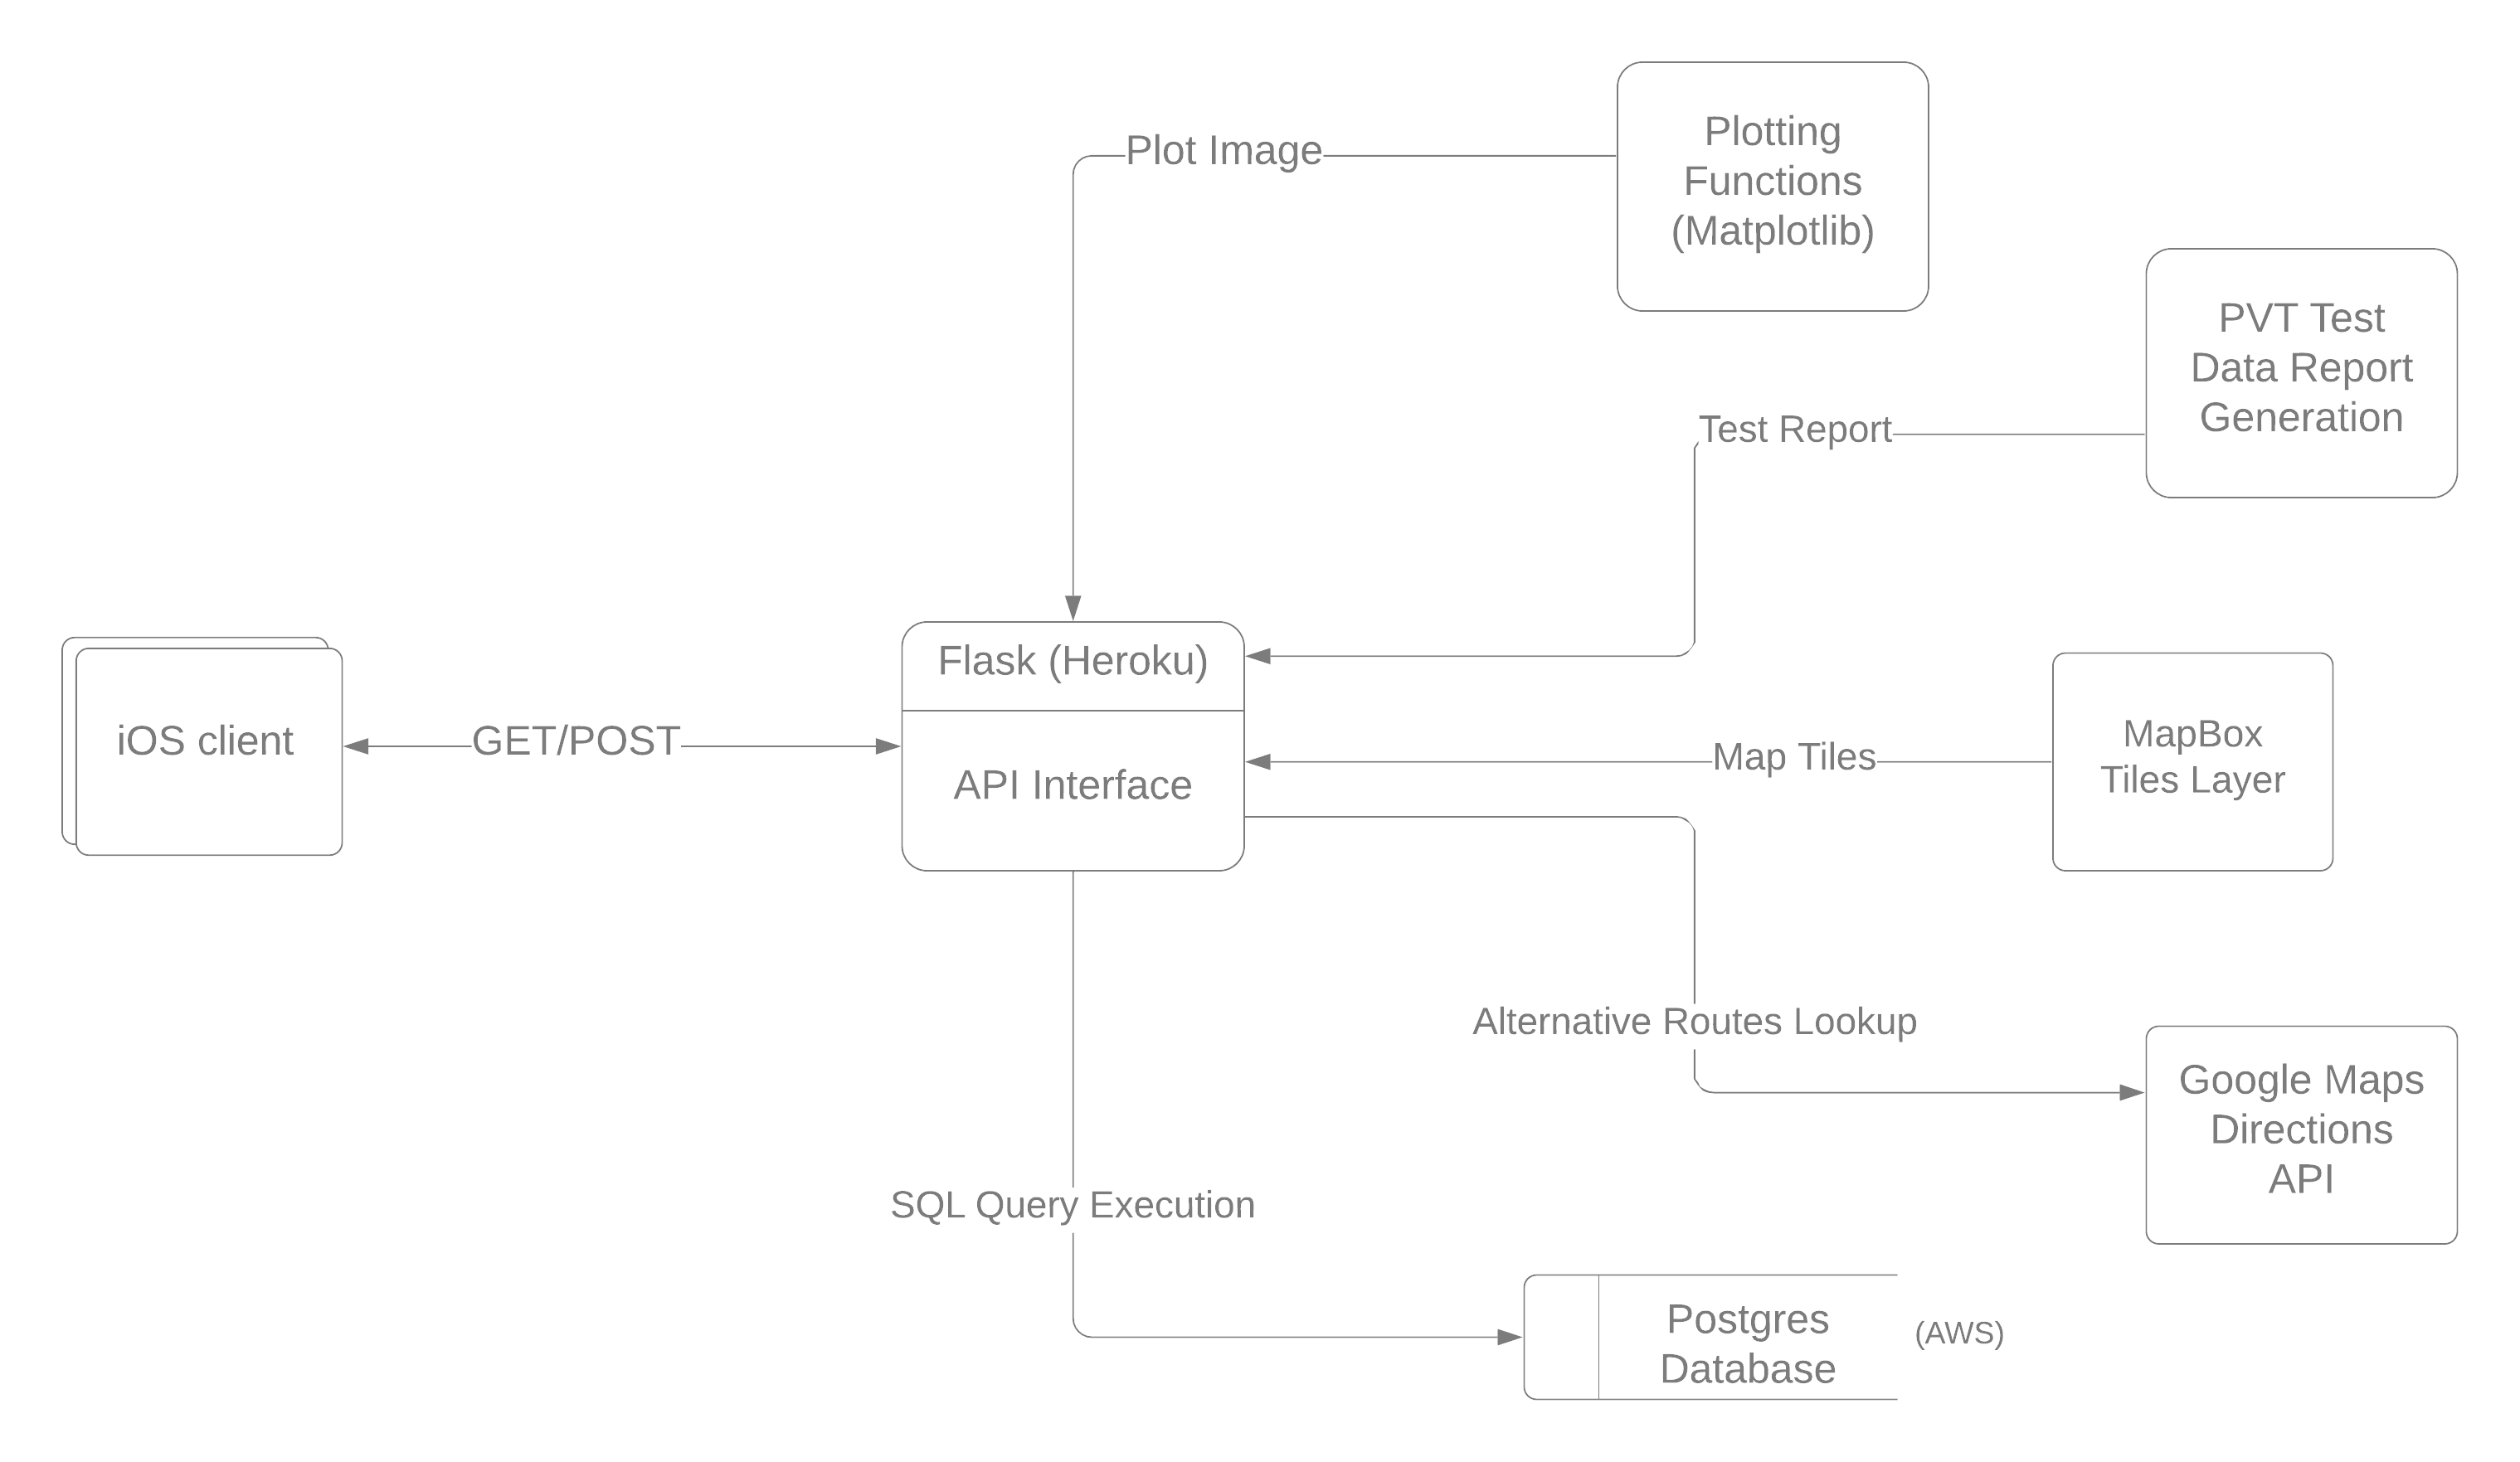 Plot Image
Plotting
Functions
(Matplotlib)
PVT Test
Data Report
Generation
Test Report
Flask (Heroku)
API Interface
iOS client
GET/POST
Map Tiles
MapBox
Tiles Layer
Alternative Routes Lookup
Google Maps
Directions
API
SQL Query Execution
Postgres
Database
(AWS)